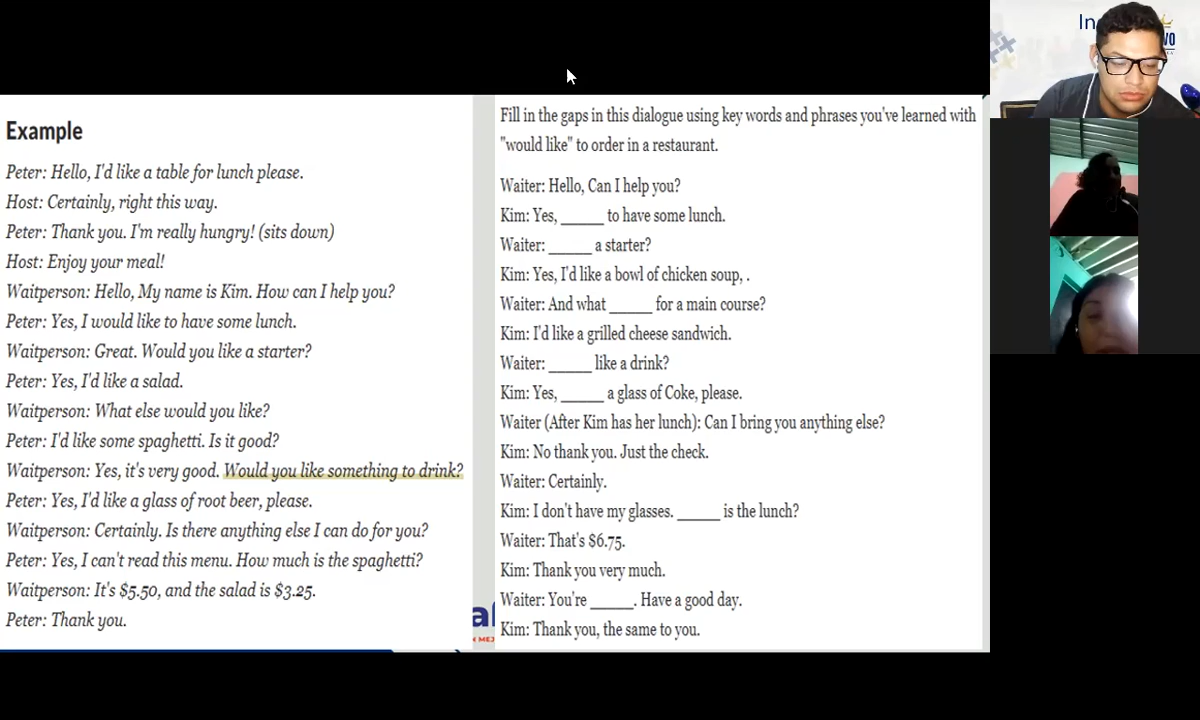 Example
Peter: Hello, I'd like a table for lunch please.
Host: Certainly, right this way.
Peter: Thank you. I'm really hungry! (sits down)
Host: Enjoy your meal!
Waitperson: Hello, My name is Kim. How can I help you?
Peter: Yes, I would like to have some lunch.
Waitperson: Great. Would you like a starter?
Peter: Yes, I'd like a salad.
Waitperson: What else would you like?
Peter: I'd like some spaghetti. Is it good?
Waitperson: Yes, it's very good. Would you like something to drink?
Peter: Yes, I'd like a glass of root beer, please.
Waitperson: Certainly. Is there anything else I can do for you?
Peter: Yes, I can't read this menu. How much is the spaghetti?
Waitperson: It's $5.50, and the salad is $3.25.
Peter: Thank you.
Fill in the gaps in this dialogue using key words and phrases you've learned with
"would like" to order in a restaurant.
Waiter: Hello, Can I help you?
Kim: Yes, _____ to have some lunch.
Waiter: _____ a starter?
Kim: Yes, I'd like a bowl of chicken soup, .
Waiter: And what _____ for a main course?
Kim: I'd like a grilled cheese sandwich.
Waiter: _____ like a drink?
Kim: Yes, _____ a glass of Coke, please.
Waiter (After Kim has her lunch): Can I bring you anything else?
Kim: No thank you. Just the check.
Waiter: Certainly.
Kim: I don't have my glasses. _____ is the lunch?
Waiter: That's $6.75.
Kim: Thank you very much.
Waiter: You're _____. Have a good day.
Kim: Thank you, the same to you.